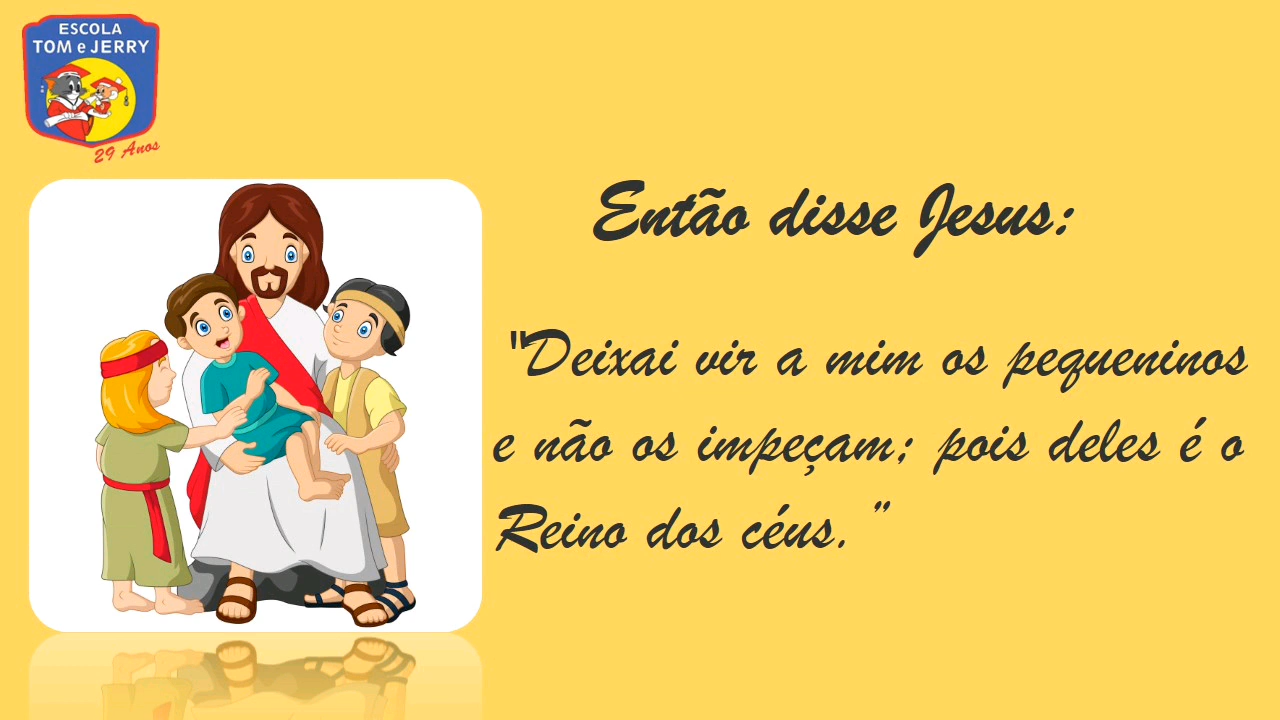 ESCOLA
TOM e JERRY
29 Anos
Então disse Jesus:
"Deixai vir a mim os pequeninos
e não os impeçam; pois deles é o
Reino dos céus.”